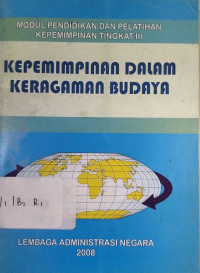 MODUL PENDIDIKAN DAN PELATIHAN
KEPEMIMPINAN TINGKAT III
KEPEMIMPINAN DALAM
KERAGAMAN BUDAYA
LEMBAGA ADMINISTRASI NEGARA
2008